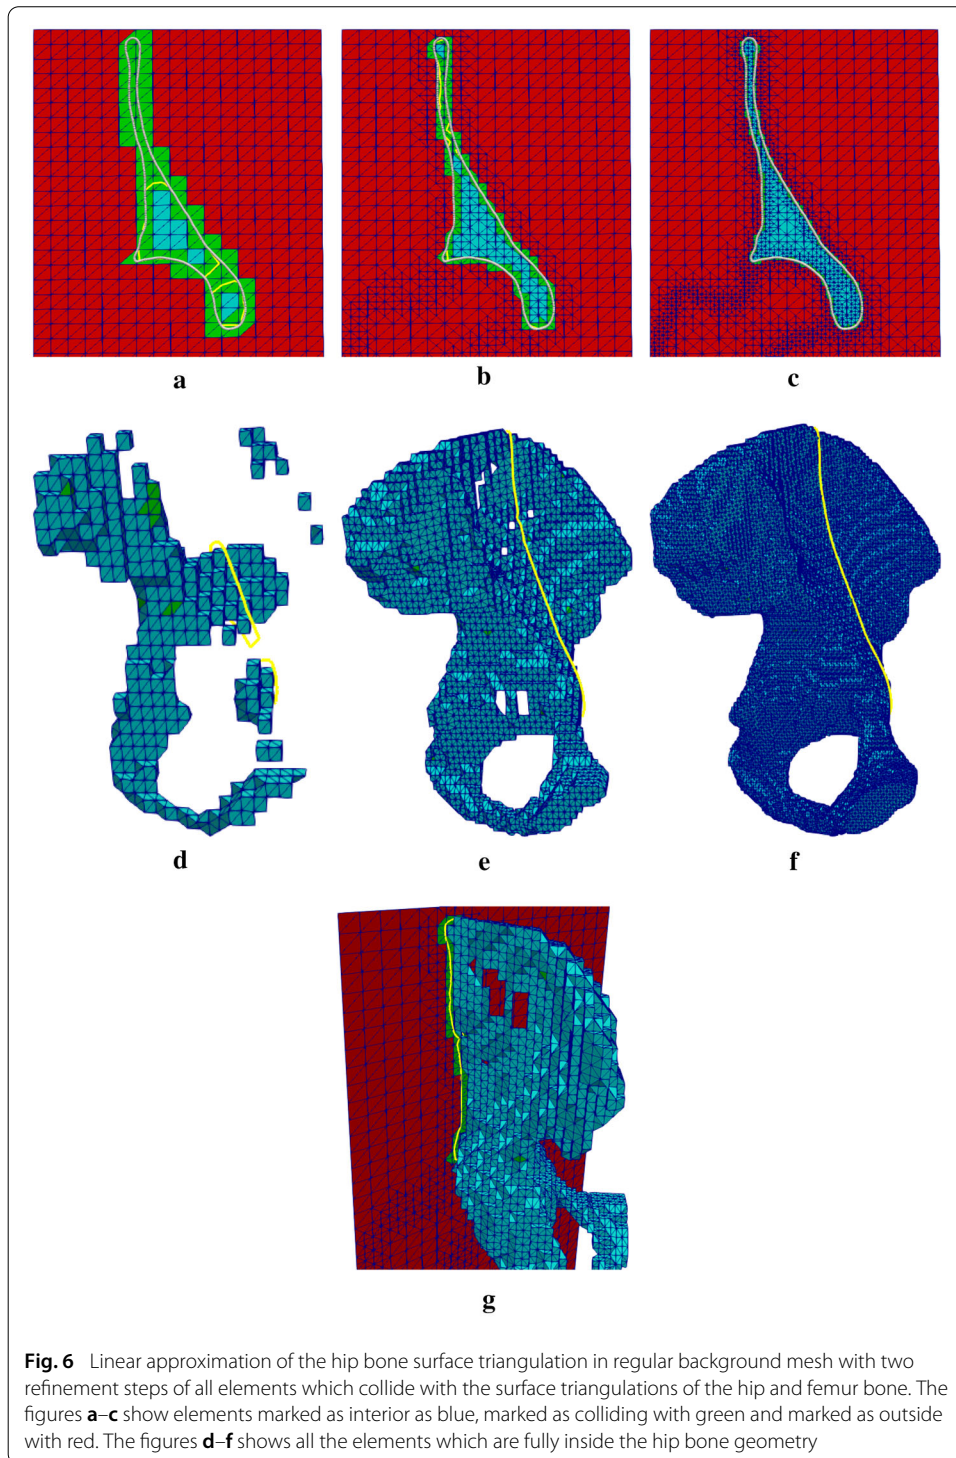 a
b
c
d
e
f
g
Fig. 6 Linear approximation of the hip bone surface triangulation in regular background mesh with two
refinement steps of all elements which collide with the surface triangulations of the hip and femur bone. The
figures a–c show elements marked as interior as blue, marked as colliding with green and marked as outside
with red. The figures d–f shows all the elements which are fully inside the hip bone geometry